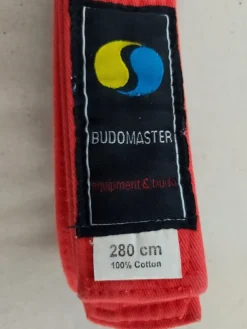 BUDOMASTER
equipment & budo
280 cm
100% Cotton